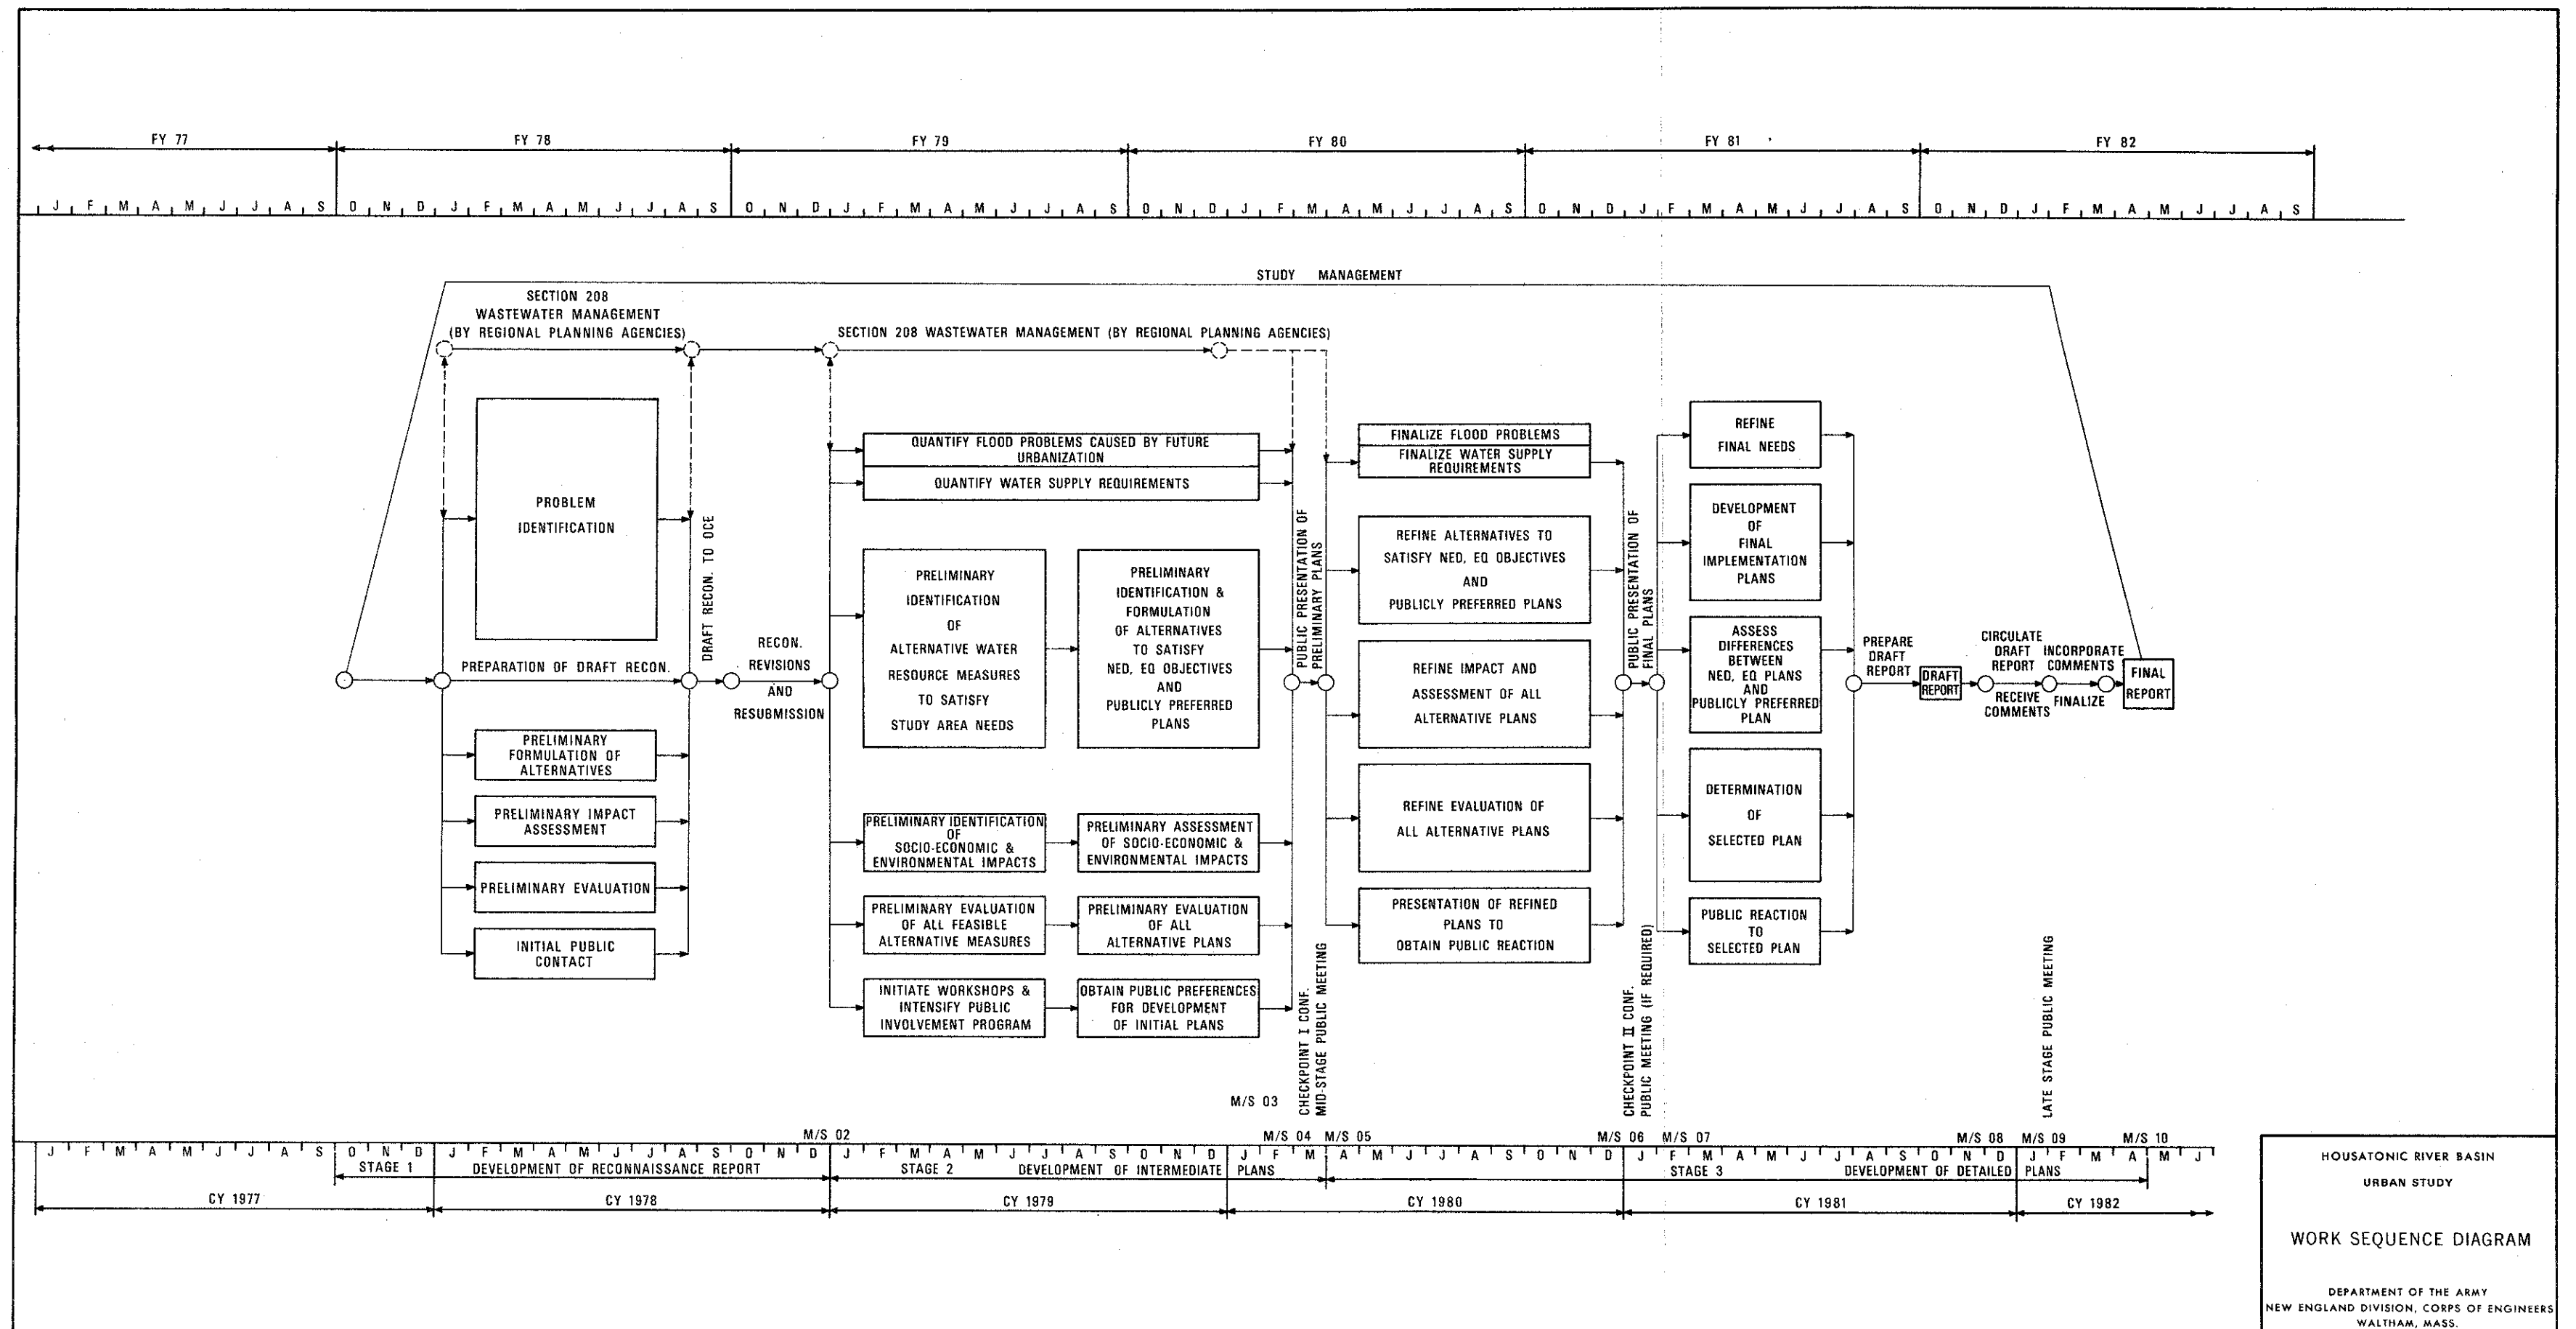 FY 77
FY 78
FY 79
FY 80
FY 81
FY 82
J F M A M J J A S O N D J F M A M J J A S O N D J F M A M J J A S O N D J F M A M J J A S O N D J F M A M J J A S O N D J F M A M J J A S
STUDY MANAGEMENT
SECTION 208
WASTEWATER MANAGEMENT
(BY REGIONAL PLANNING AGENCIES)
SECTION 208 WASTEWATER MANAGEMENT (BY REGIONAL PLANNING AGENCIES)
PROBLEM
IDENTIFICATION
PREPARATION OF DRAFT RECON.
PRELIMINARY
FORMULATION OF
ALTERNATIVES
PRELIMINARY IMPACT
ASSESSMENT
PRELIMINARY EVALUATION
INITIAL PUBLIC
CONTACT
DRAFT RECON. TO OCE
RECON.
REVISIONS
AND
RESUBMISSION
QUANTIFY FLOOD PROBLEMS CAUSED BY FUTURE
URBANIZATION
QUANTIFY WATER SUPPLY REQUIREMENTS
PRELIMINARY
IDENTIFICATION
OF
ALTERNATIVE WATER
RESOURCE MEASURES
TO SATISFY
STUDY AREA NEEDS
PRELIMINARY
IDENTIFICATION &
FORMULATION
OF ALTERNATIVES
TO SATISFY
NED, EQ OBJECTIVES
AND
PUBLICLY PREFERRED
PLANS
PRELIMINARY IDENTIFICATION
OF
SOCIO-ECONOMIC &
ENVIRONMENTAL IMPACTS
PRELIMINARY ASSESSMENT
OF SOCIO-ECONOMIC &
ENVIRONMENTAL IMPACTS
PRELIMINARY EVALUATION
OF ALL FEASIBLE
ALTERNATIVE MEASURES
PRELIMINARY EVALUATION
OF ALL
ALTERNATIVE PLANS
INITIATE WORKSHOPS &
INTENSIFY PUBLIC
INVOLVEMENT PROGRAM
OBTAIN PUBLIC PREFERENCES
FOR DEVELOPMENT
OF INITIAL PLANS
PUBLIC PRESENTATION OF
PRELIMINARY PLANS
CHECKPOINT I CONF.
MID-STAGE PUBLIC MEETING
FINALIZE FLOOD PROBLEMS
FINALIZE WATER SUPPLY
REQUIREMENTS
REFINE ALTERNATIVES TO
SATISFY NED, EQ OBJECTIVES
AND
PUBLICLY PREFERRED PLANS
REFINE IMPACT AND
ASSESSMENT OF ALL
ALTERNATIVE PLANS
REFINE EVALUATION OF
ALL ALTERNATIVE PLANS
PRESENTATION OF REFINED
PLANS TO
OBTAIN PUBLIC REACTION
PUBLIC PRESENTATION OF
FINAL PLANS
CHECKPOINT II CONF.
PUBLIC MEETING (IF REQUIRED)
REFINE
FINAL NEEDS
DEVELOPMENT
OF
FINAL
IMPLEMENTATION
PLANS
ASSESS
DIFFERENCES
BETWEEN
NED, EQ PLANS
AND
PUBLICLY PREFERRED
PLAN
DETERMINATION
OF
SELECTED PLAN
PUBLIC REACTION
TO
SELECTED PLAN
PREPARE
DRAFT
REPORT
DRAFT
REPORT
CIRCULATE
DRAFT
REPORT
RECEIVE
COMMENTS
INCORPORATE
COMMENTS
FINALIZE
FINAL
REPORT
LATE STAGE PUBLIC MEETING
M/S 03
M/S 02
M/S 04
M/S 05
M/S 06
M/S 07
M/S 08
M/S 09
M/S 10
J F M A M J J A S O N D J F M A M J J A S O N D J F M A M J J A S O N D J F M A M J J A S O N D J F M A M J J A S O N D J F M A M J
STAGE 1 DEVELOPMENT OF RECONNAISSANCE REPORT
STAGE 2 DEVELOPMENT OF INTERMEDIATE PLANS
STAGE 3 DEVELOPMENT OF DETAILED PLANS
CY 1977
CY 1978
CY 1979
CY 1980
CY 1981
CY 1982
HOUSATONIC RIVER BASIN
URBAN STUDY
WORK SEQUENCE DIAGRAM
DEPARTMENT OF THE ARMY
NEW ENGLAND DIVISION, CORPS OF ENGINEERS
WALTHAM, MASS.